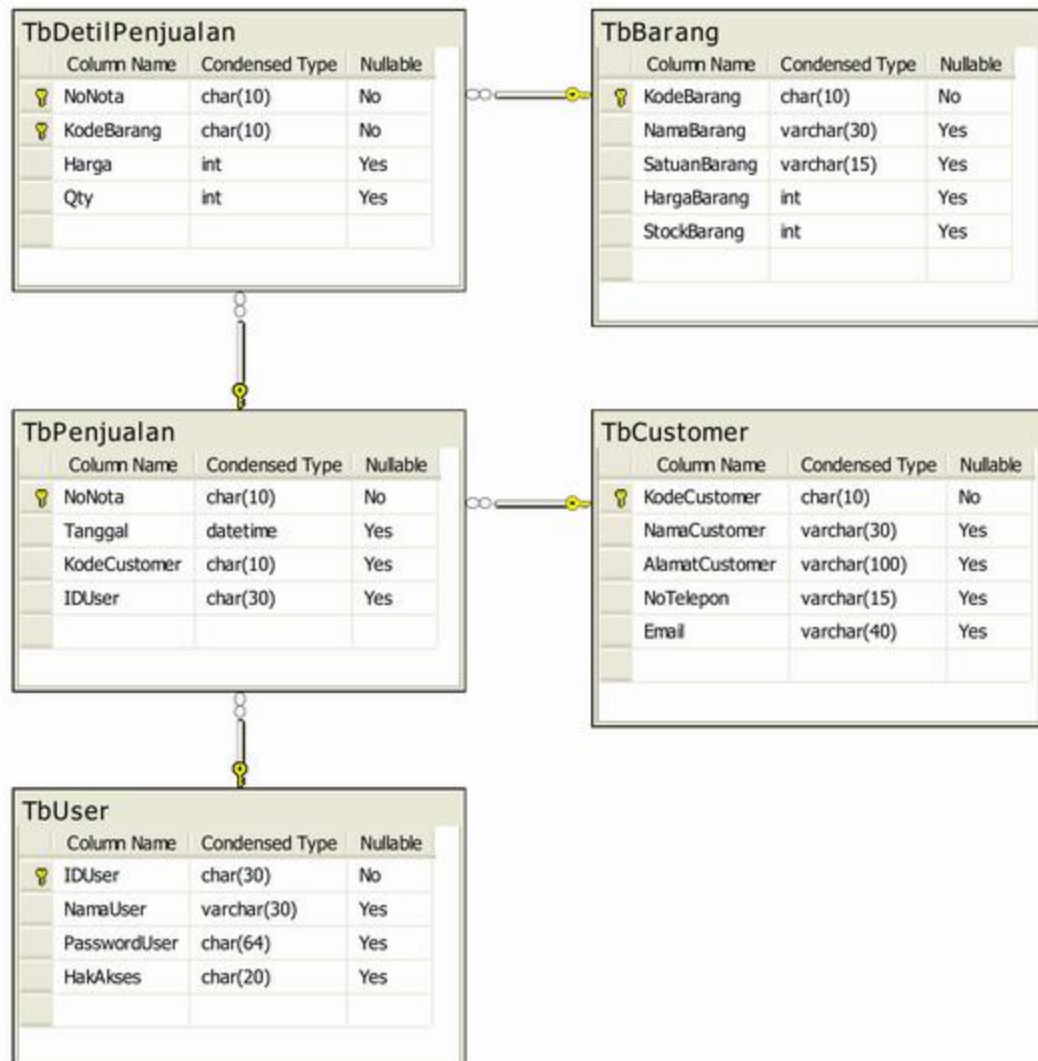 TbDetilPenjualan
Column Name Condensed Type Nullable
NoNota char(10) No
KodeBarang char(10) No
Harga int Yes
Qty int Yes
TbBarang
Column Name Condensed Type Nullable
KodeBarang char(10) No
NamaBarang varchar(30) Yes
SatuanBarang varchar(15) Yes
HargaBarang int Yes
StockBarang int Yes
TbPenjualan
Column Name Condensed Type Nullable
NoNota char(10) No
Tanggal datetime Yes
KodeCustomer char(10) Yes
IDUser char(30) Yes
TbCustomer
Column Name Condensed Type Nullable
KodeCustomer char(10) No
NamaCustomer varchar(30) Yes
AlamatCustomer varchar(100) Yes
NoTelepon varchar(15) Yes
Email varchar(40) Yes
TbUser
Column Name Condensed Type Nullable
IDUser char(30) No
NamaUser varchar(30) Yes
PasswordUser char(64) Yes
HakAkses char(20) Yes